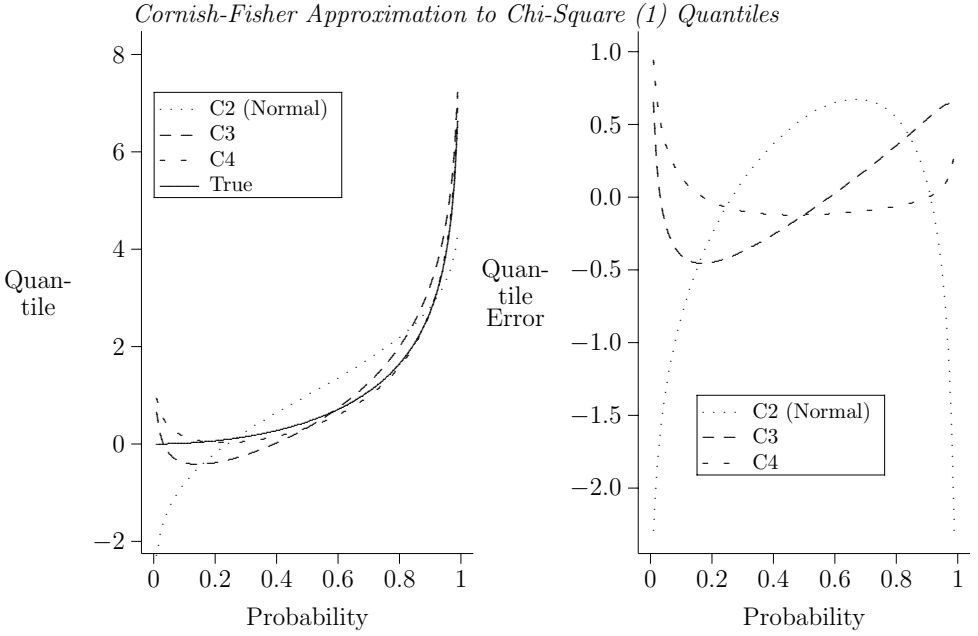 Cornish-Fisher Approximation to Chi-Square (1) Quantiles
8
6
4
2
0
−2
C2 (Normal)
C3
C4
True
Quan-
tile
0
0.2
0.4
0.6
0.8
1
Probability
1.0
0.5
0.0
−0.5
−1.0
−1.5
−2.0
Quan-
tile
Error
C2 (Normal)
C3
C4
0
0.2
0.4
0.6
0.8
1
Probability